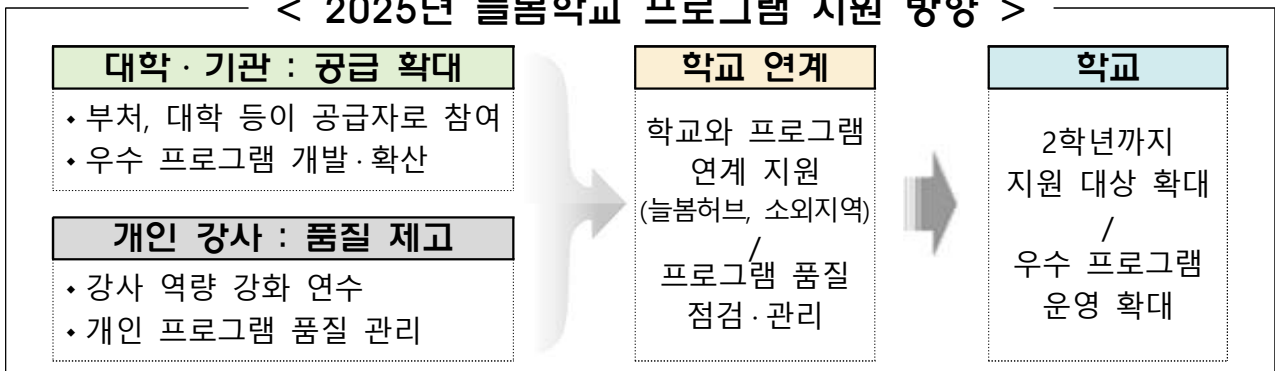 < 2025년 늘봄학교 프로그램 지원 방향 >
대학 · 기관 : 공급 확대
• 부처, 대학 등이 공급자로 참여
• 우수 프로그램 개발 · 확산
개인 강사 : 품질 제고
• 강사 역량 강화 연수
• 개인 프로그램 품질 관리
학교 연계
학교와 프로그램
연계 지원
(늘봄허브, 소외지역)
/
프로그램 품질
점검 · 관리
학교
2학년까지
지원 대상 확대
/
우수 프로그램
운영 확대